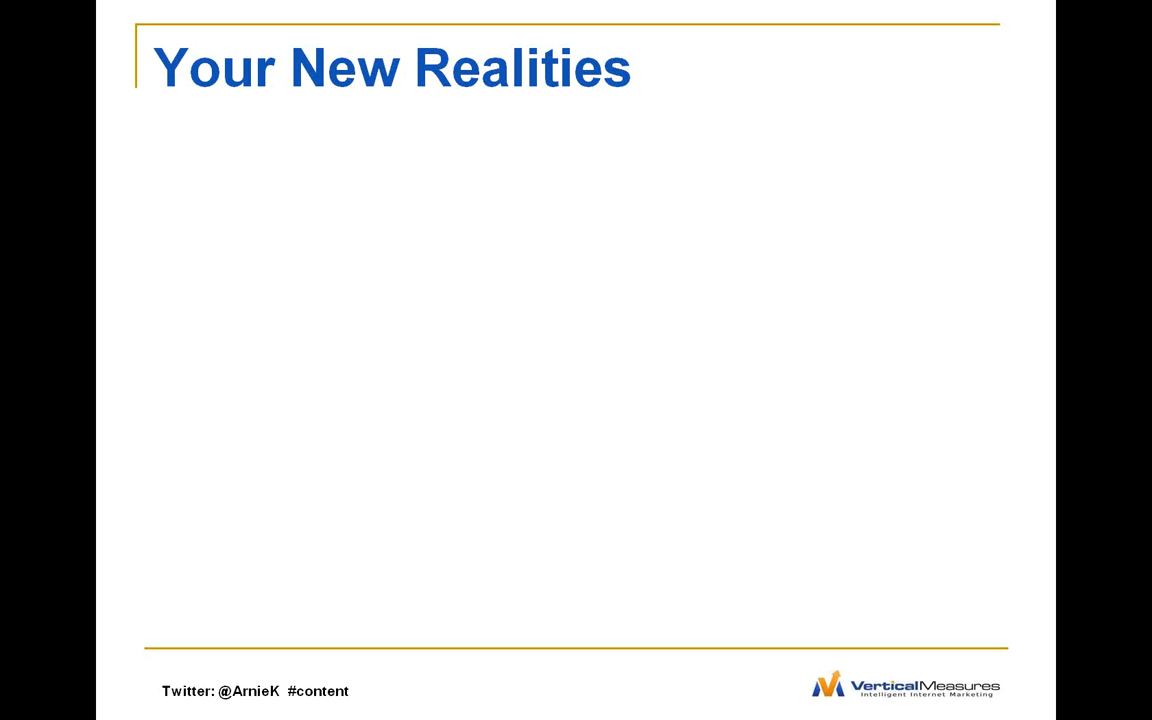 Your New Realities
Twitter: @ArnieK #content
VerticalMeasures
Intelligent Internet Marketing